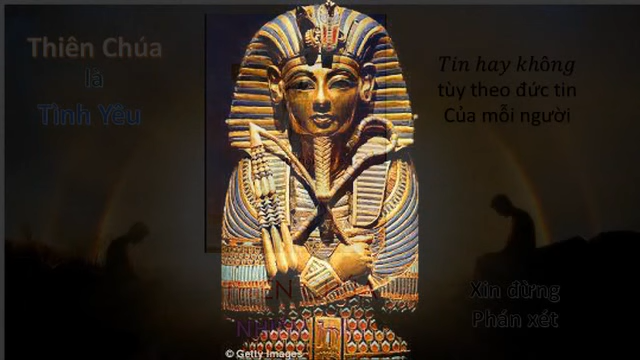 Thiên Chúa
là
Tình Yêu
Tin hay không
tùy theo đức tin
Của mỗi người
Xin đừng
Phán xét
© Getty Images